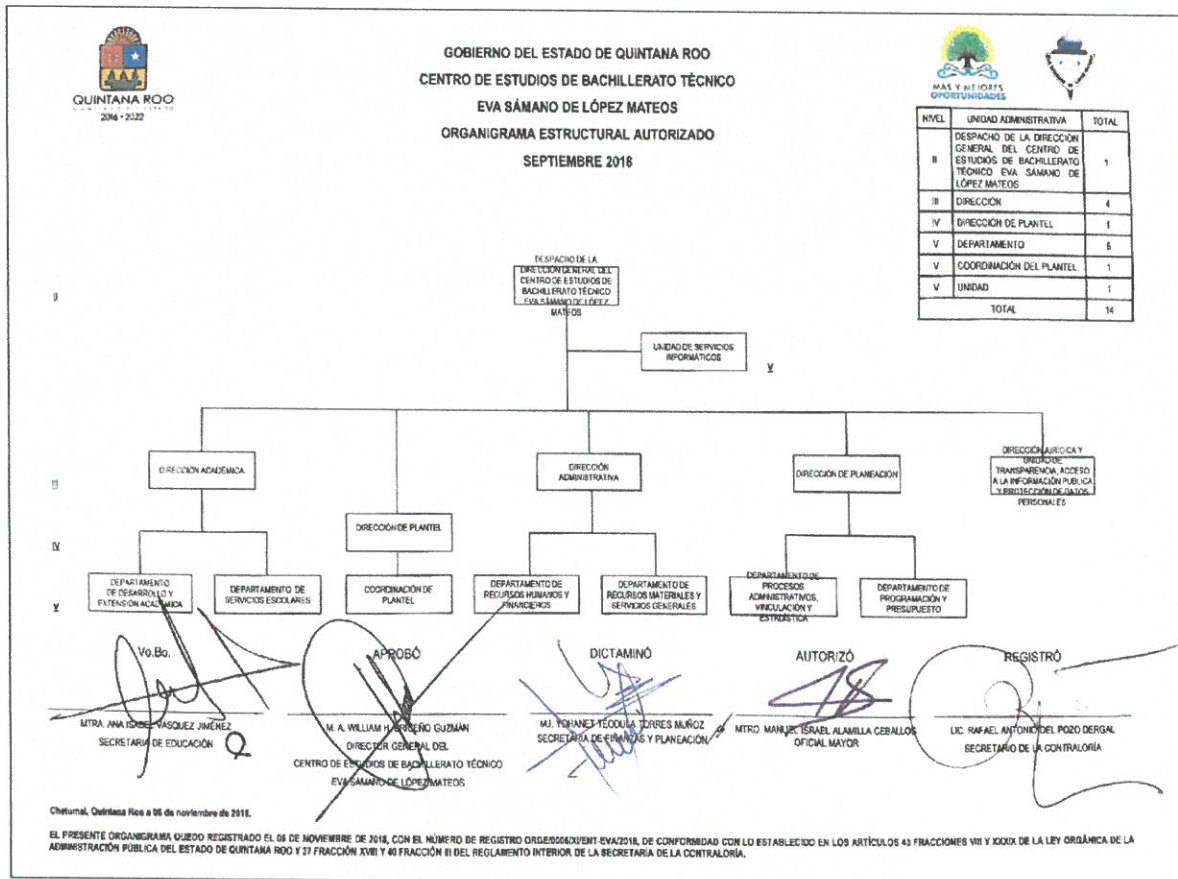 QUINTANA ROO
2016 • 2022
GOBIERNO DEL ESTADO DE QUINTANA ROO
CENTRO DE ESTUDIOS DE BACHILLERATO TÉCNICO
EVA SÁMANO DE LÓPEZ MATEOS
ORGANIGRAMA ESTRUCTURAL AUTORIZADO
SEPTIEMBRE 2018
MÁS Y MEJORES
OPORTUNIDADES
NIVEL UNIDAD ADMINISTRATIVA TOTAL
II DESPACHO DE LA DIRECCIÓN GENERAL DEL CENTRO DE ESTUDIOS DE BACHILLERATO TÉCNICO EVA SÁMANO DE LÓPEZ MATEOS 1
III DIRECCIÓN 4
IV DIRECCIÓN DE PLANTEL 1
V DEPARTAMENTO 6
V COORDINACIÓN DEL PLANTEL 1
V UNIDAD 1
TOTAL 14
DESPACHO DE LA
DIRECCIÓN GENERAL DEL
CENTRO DE ESTUDIOS DE
BACHILLERATO TÉCNICO
EVA SÁMANO DE LÓPEZ
MATEOS
II
UNIDAD DE SERVICIOS
INFORMÁTICOS
V
DIRECCIÓN ACADÉMICA
DIRECCIÓN
ADMINISTRATIVA
DIRECCIÓN DE PLANEACIÓN
DIRECCIÓN JURÍDICA Y
UNIDAD DE
TRANSPARENCIA, ACCESO
A LA INFORMACIÓN PÚBLICA
Y PROTECCIÓN DE DATOS
PERSONALES
III
DIRECCIÓN DE PLANTEL
IV
DEPARTAMENTO
DE DESARROLLO Y
EXTENSIÓN ACADÉMICA
DEPARTAMENTO DE
SERVICIOS ESCOLARES
COORDINACIÓN DE
PLANTEL
DEPARTAMENTO DE
RECURSOS HUMANOS Y
FINANCIEROS
DEPARTAMENTO DE
RECURSOS MATERIALES Y
SERVICIOS GENERALES
DEPARTAMENTO DE
PROCESOS
ADMINISTRATIVOS,
VINCULACIÓN Y
ESTADÍSTICA
DEPARTAMENTO DE
PROGRAMACIÓN Y
PRESUPUESTO
V
Vo.Bo.
MTRA. ANA ISABEL VÁSQUEZ JIMÉNEZ
SECRETARIA DE EDUCACIÓN
APROBÓ
M. A. WILLIAM H. BRICEÑO GUZMÁN
DIRECTOR GENERAL DEL
CENTRO DE ESTUDIOS DE BACHILLERATO TÉCNICO
EVA SÁMANO DE LÓPEZ MATEOS
DICTAMINÓ
MJ. YOHANET TEODULA TORRES MUÑOZ
SECRETARIA DE FINANZAS Y PLANEACIÓN
AUTORIZÓ
MTRO. MANUEL ISRAEL ALAMILLA CEBALLOS
OFICIAL MAYOR
REGISTRÓ
LIC. RAFAEL ANTONIO DEL POZO DERGAL
SECRETARIO DE LA CONTRALORÍA
Chetumal, Quintana Roo a 06 de noviembre de 2018.
EL PRESENTE ORGANIGRAMA QUEDO REGISTRADO EL 06 DE NOVIEMBRE DE 2018, CON EL NÚMERO DE REGISTRO ORGE/0006/XI/ENT-EVA/2018, DE CONFORMIDAD CON LO ESTABLECIDO EN LOS ARTÍCULOS 43 FRACCIONES VIII Y XXXIX DE LA LEY ORGÁNICA DE LA
ADMINISTRACIÓN PÚBLICA DEL ESTADO DE QUINTANA ROO Y 37 FRACCIÓN XVIII Y 40 FRACCIÓN III DEL REGLAMENTO INTERIOR DE LA SECRETARÍA DE LA CONTRALORÍA.